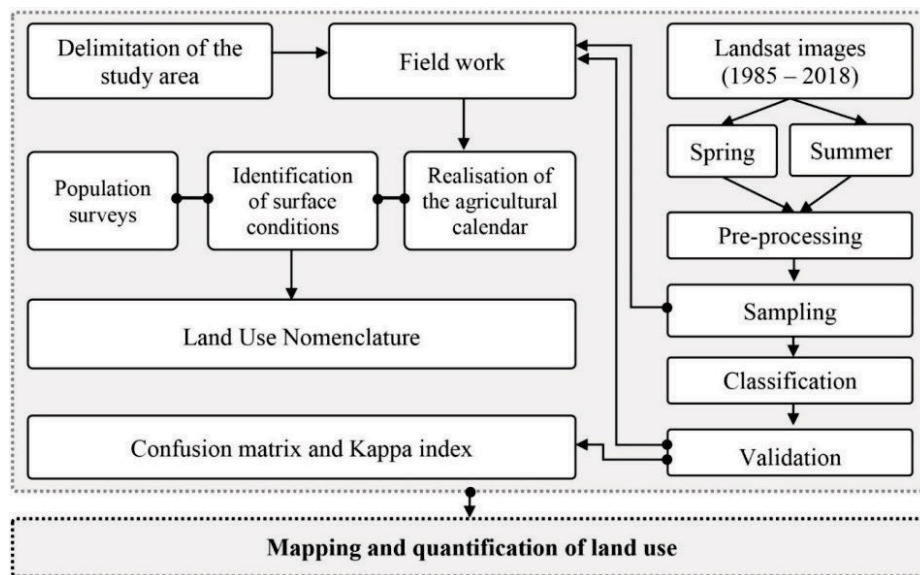 Delimitation of the
study area
Field work
Landsat images
(1985 – 2018)
Spring
Summer
Population
surveys
Identification
of surface
conditions
Realisation of
the agricultural
calendar
Pre-processing
Sampling
Land Use Nomenclature
Classification
Confusion matrix and Kappa index
Validation
Mapping and quantification of land use